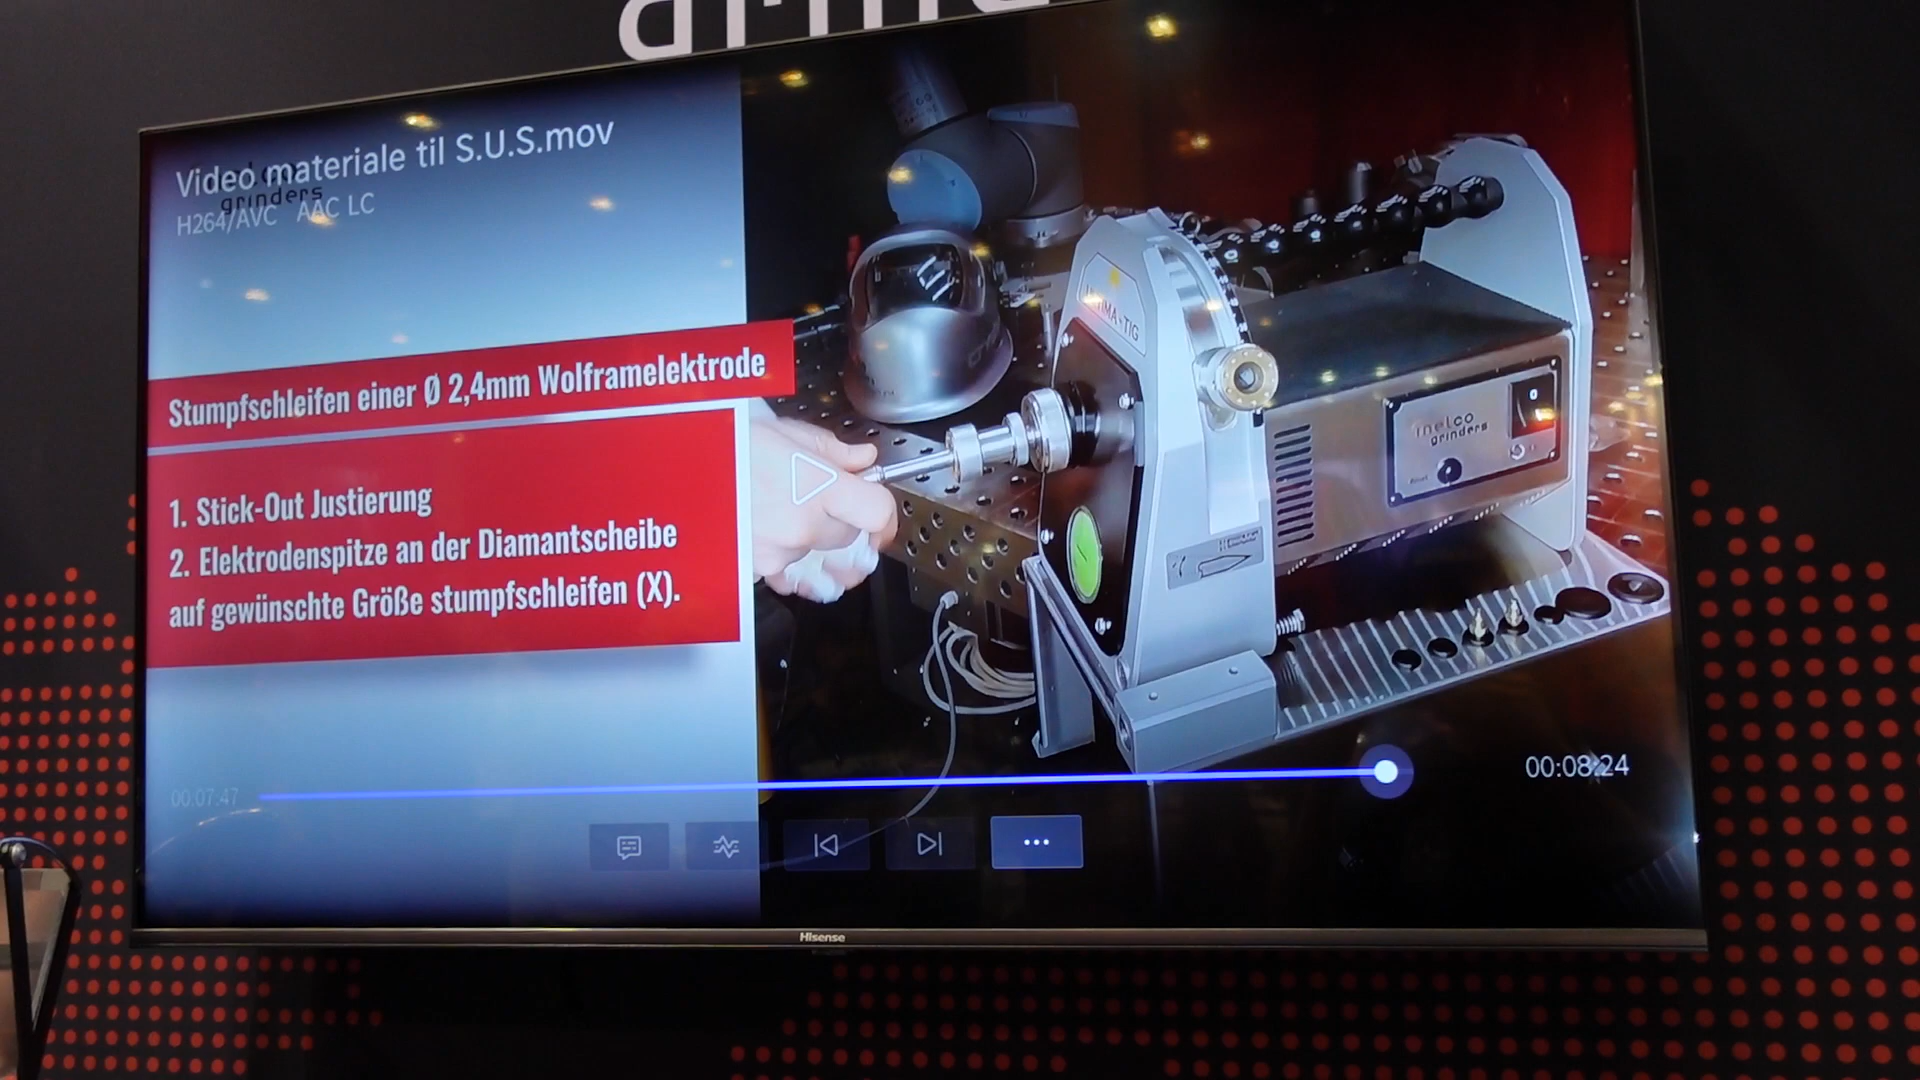 Video materiale til S.U.S.mov
grinders
H264/AVC AAC LC
Stumpfschleifen einer Ø 2,4mm Wolframelektrode
1. Stick-Out Justierung
2. Elektrodenspitze an der Diamantscheibe
auf gewünschte Größe stumpfschleifen (X).
inelco
grinders
00:07:47
00:08:24
Hisense